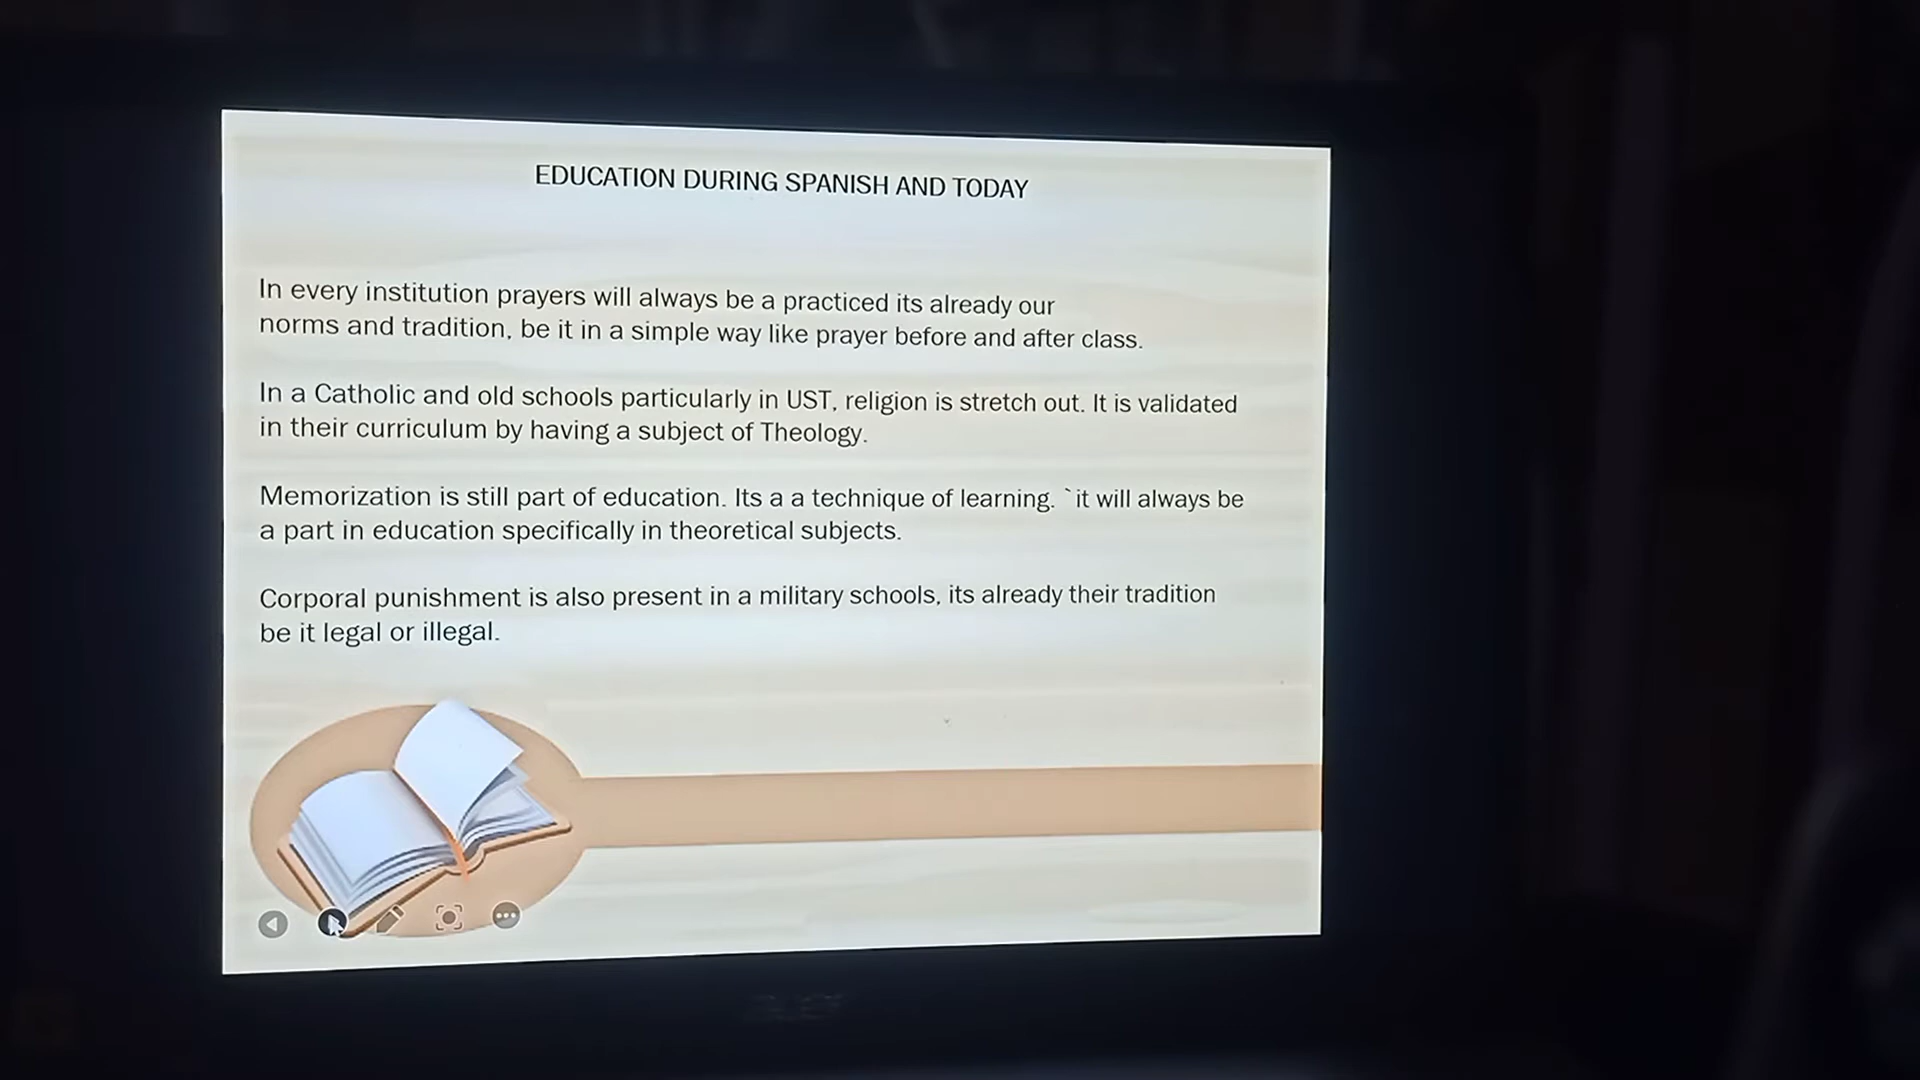 EDUCATION DURING SPANISH AND TODAY
In every institution prayers will always be a practiced its already our
norms and tradition, be it in a simple way like prayer before and after class.
In a Catholic and old schools particularly in UST, religion is stretch out. It is validated
in their curriculum by having a subject of Theology.
Memorization is still part of education. Its a a technique of learning. `it will always be
a part in education specifically in theoretical subjects.
Corporal punishment is also present in a military schools, its already their tradition
be it legal or illegal.